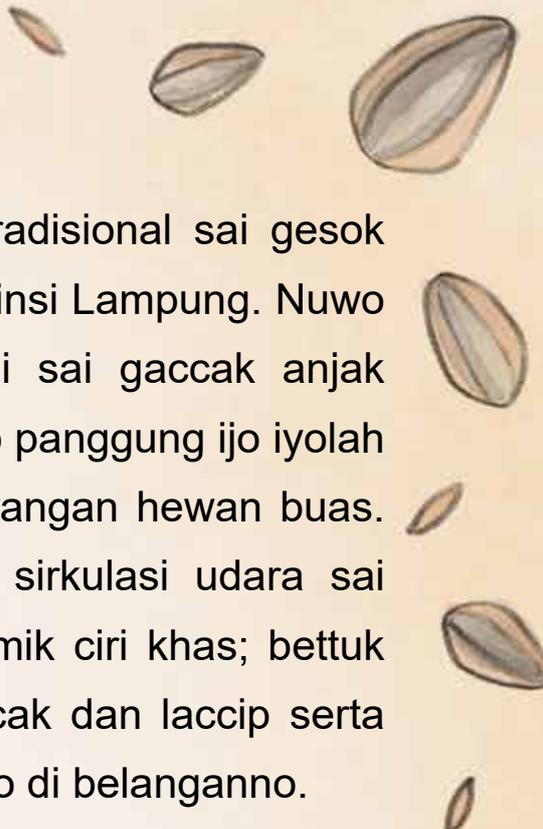 radisional sai gesok
insi Lampung. Nuwo
i sai gaccak anjak
panggung ijo iyolah
angan hewan buas.
sirkulasi udara sai
mik ciri khas; bettuk
cak dan laccip serta
o di belanganno.